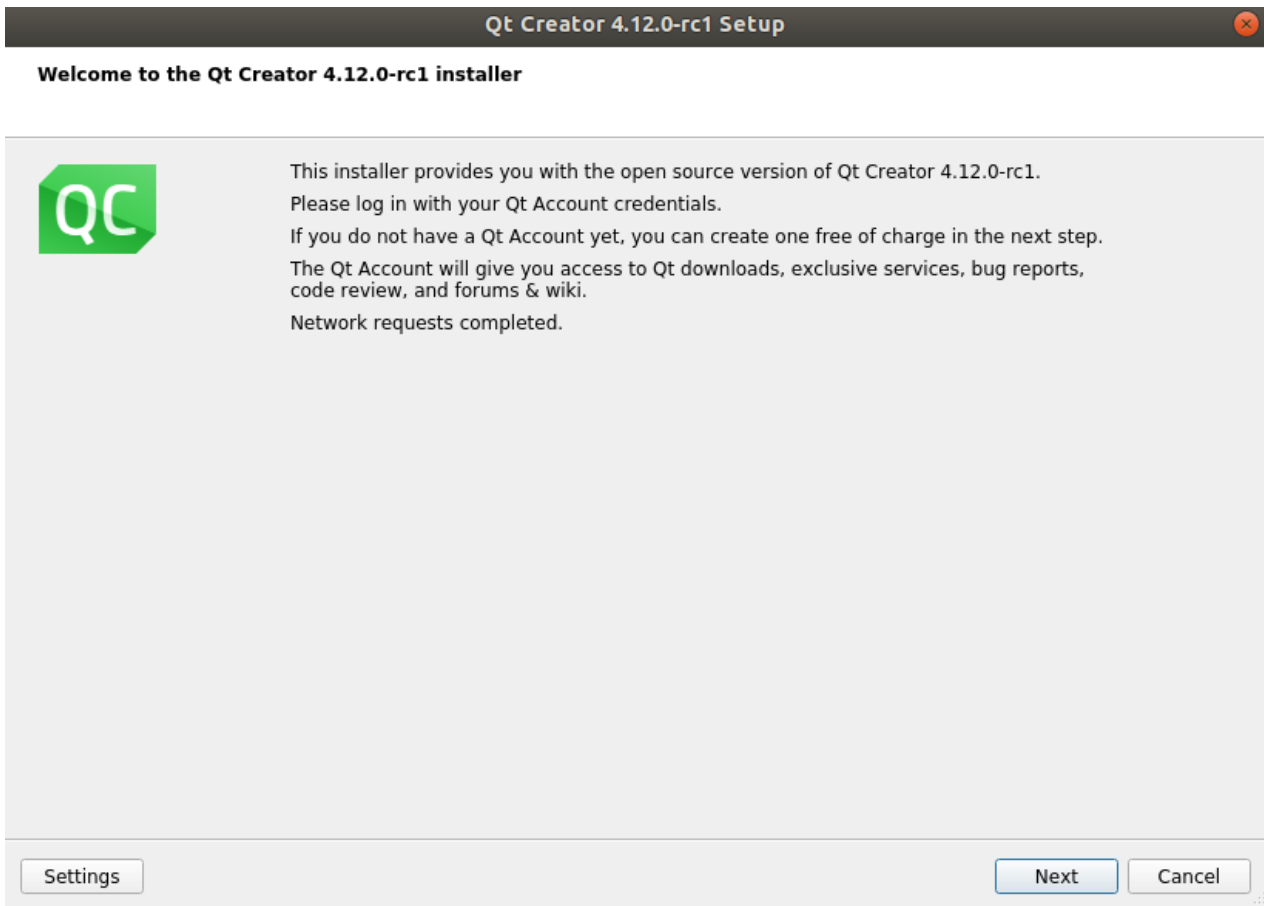 Qt Creator 4.12.0-rc1 Setup
Welcome to the Qt Creator 4.12.0-rc1 installer
QC
This installer provides you with the open source version of Qt Creator 4.12.0-rc1.
Please log in with your Qt Account credentials.
If you do not have a Qt Account yet, you can create one free of charge in the next step.
The Qt Account will give you access to Qt downloads, exclusive services, bug reports,
code review, and forums & wiki.
Network requests completed.
Settings
Next
Cancel